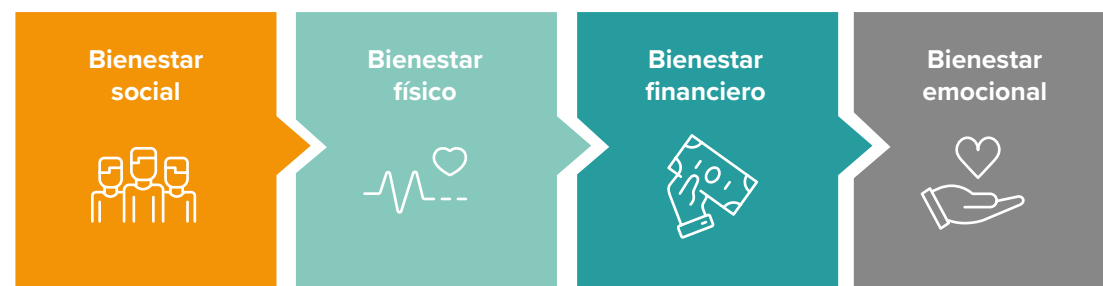 Bienestar
social
Bienestar
físico
Bienestar
financiero
Bienestar
emocional